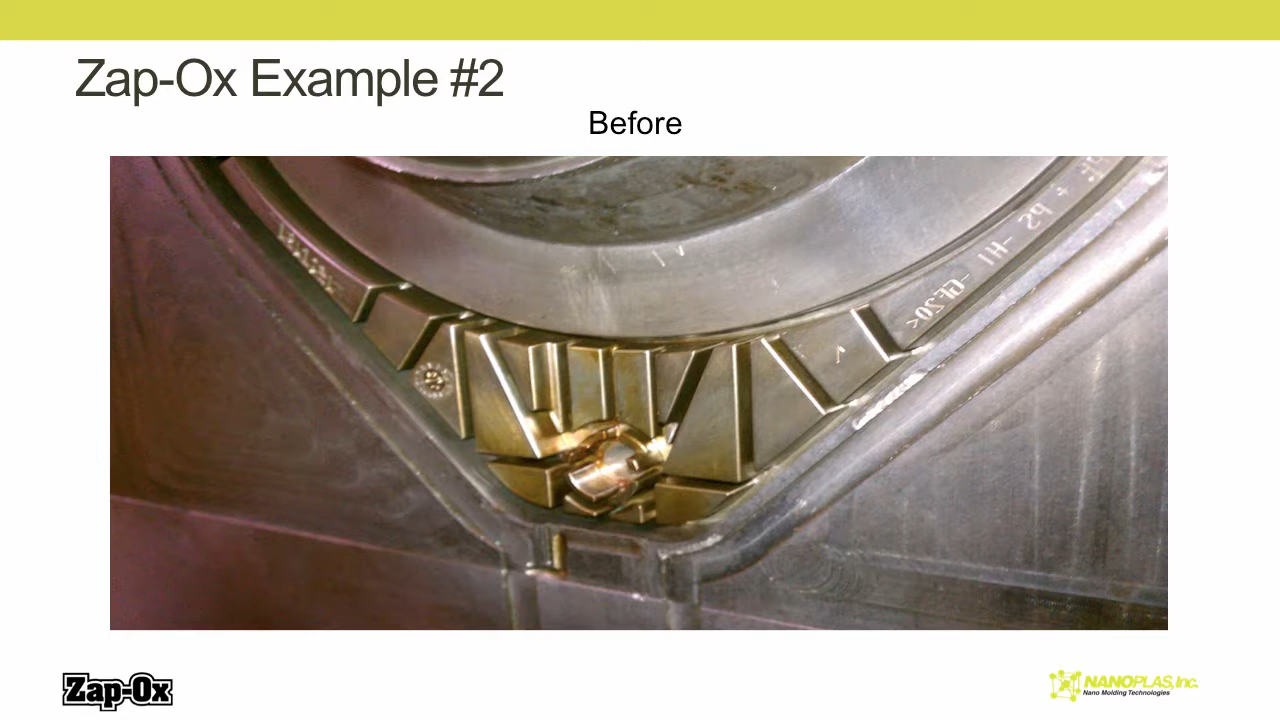 Zap-Ox Example #2
Before
Zap-Ox
NANOPLAS, Inc.
Nano Molding Technologies